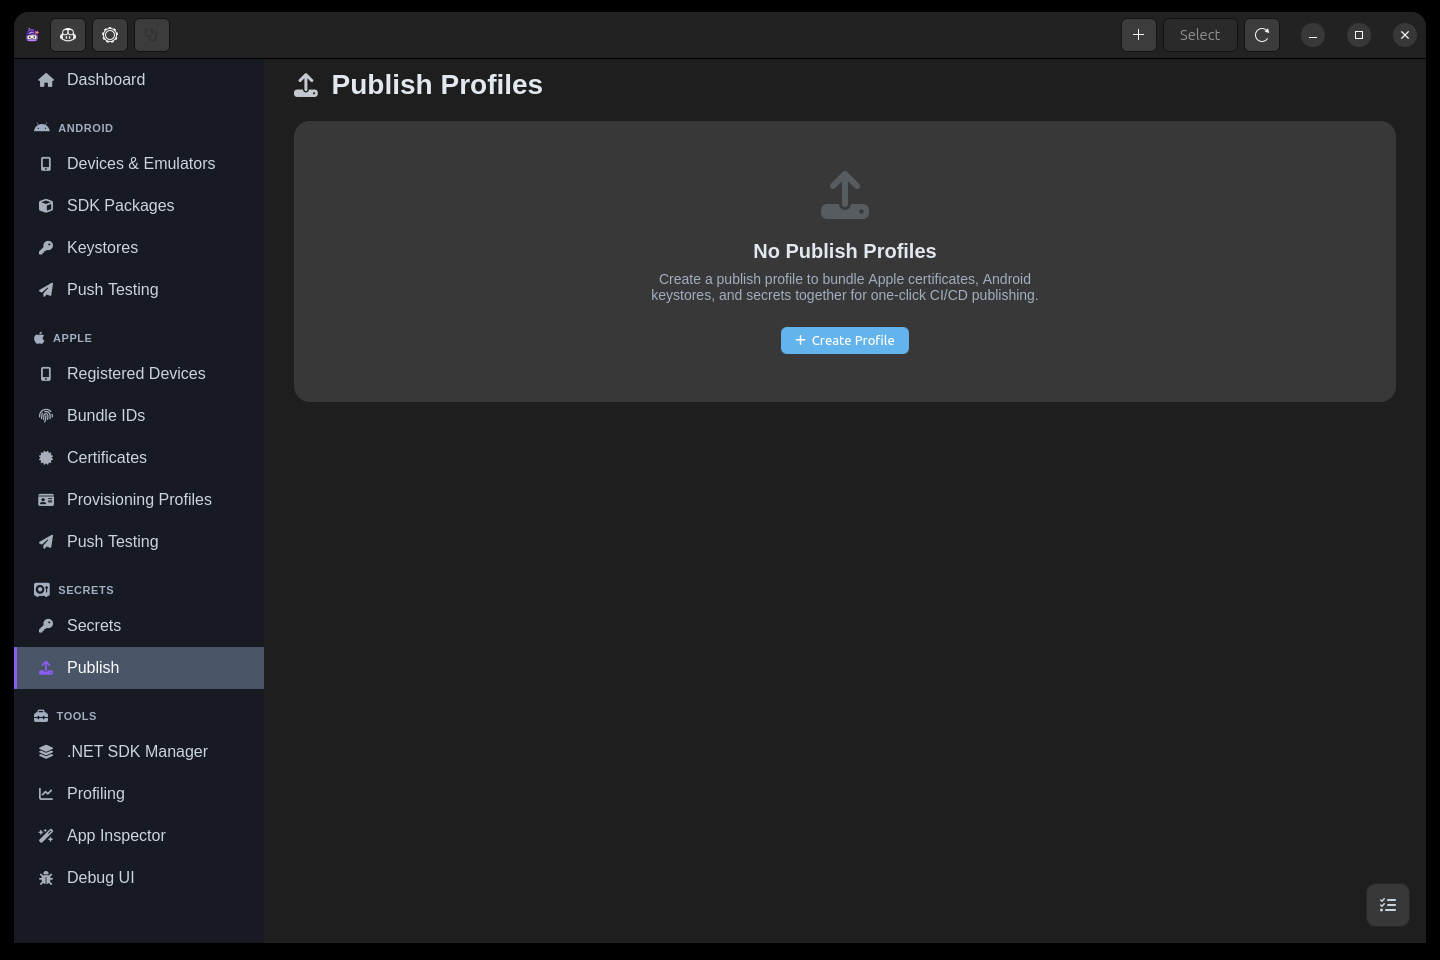 Select
Dashboard
ANDROID
Devices & Emulators
SDK Packages
Keystores
Push Testing
APPLE
Registered Devices
Bundle IDs
Certificates
Provisioning Profiles
Push Testing
SECRETS
Secrets
Publish
TOOLS
.NET SDK Manager
Profiling
App Inspector
Debug UI
Publish Profiles
No Publish Profiles
Create a publish profile to bundle Apple certificates, Android
keystores, and secrets together for one-click CI/CD publishing.
Create Profile